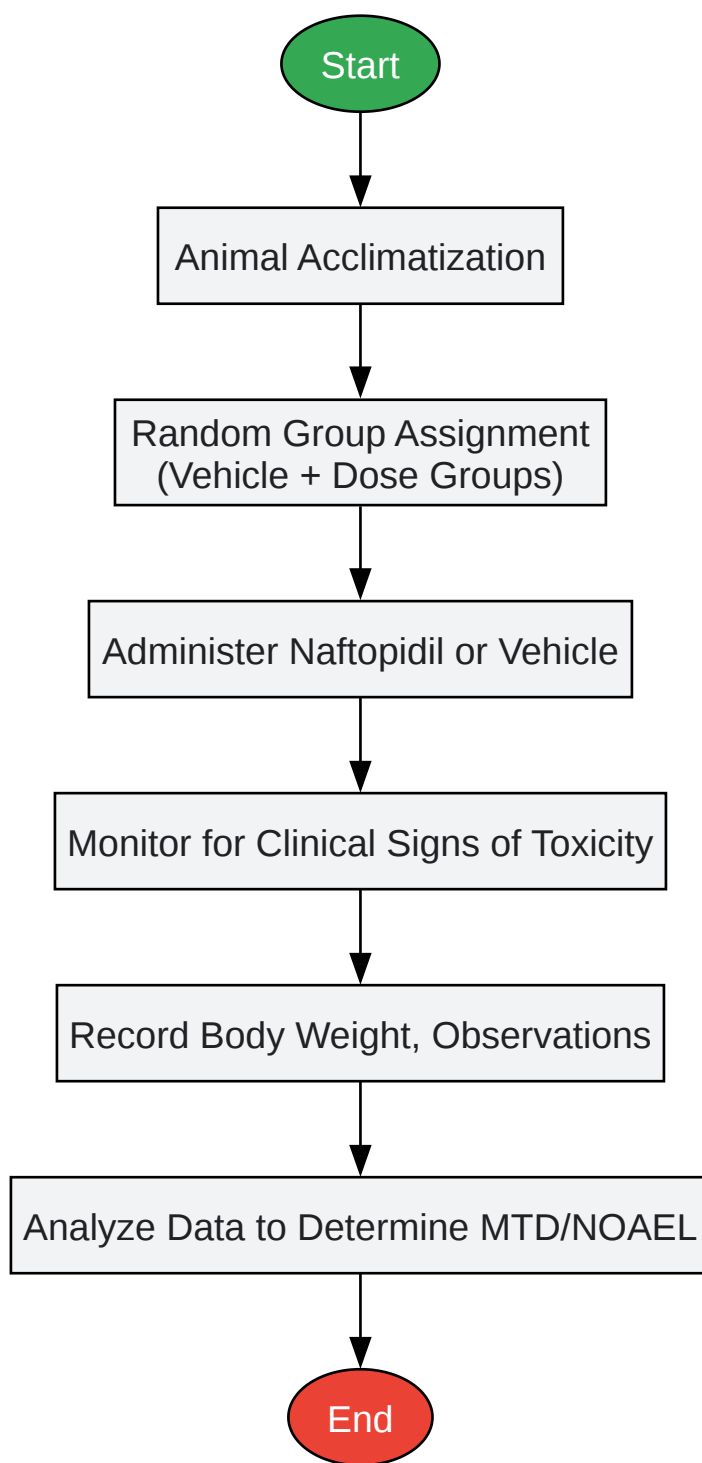 Start
Animal Acclimatization
Random Group Assignment
(Vehicle + Dose Groups)
Administer Naftopidil or Vehicle
Monitor for Clinical Signs of Toxicity
Record Body Weight, Observations
Analyze Data to Determine MTD/NOAEL
End